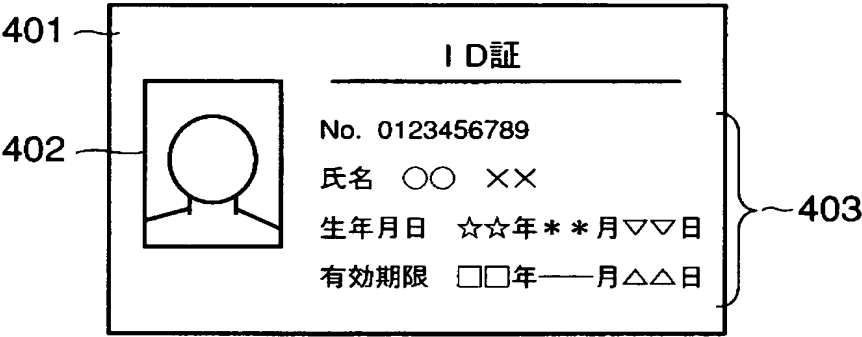 401
ID証
402
No. 0123456789
氏名 ○○ ××
生年月日 ☆☆年＊＊月▽▽日
403
有効期限 □□年――月△△日